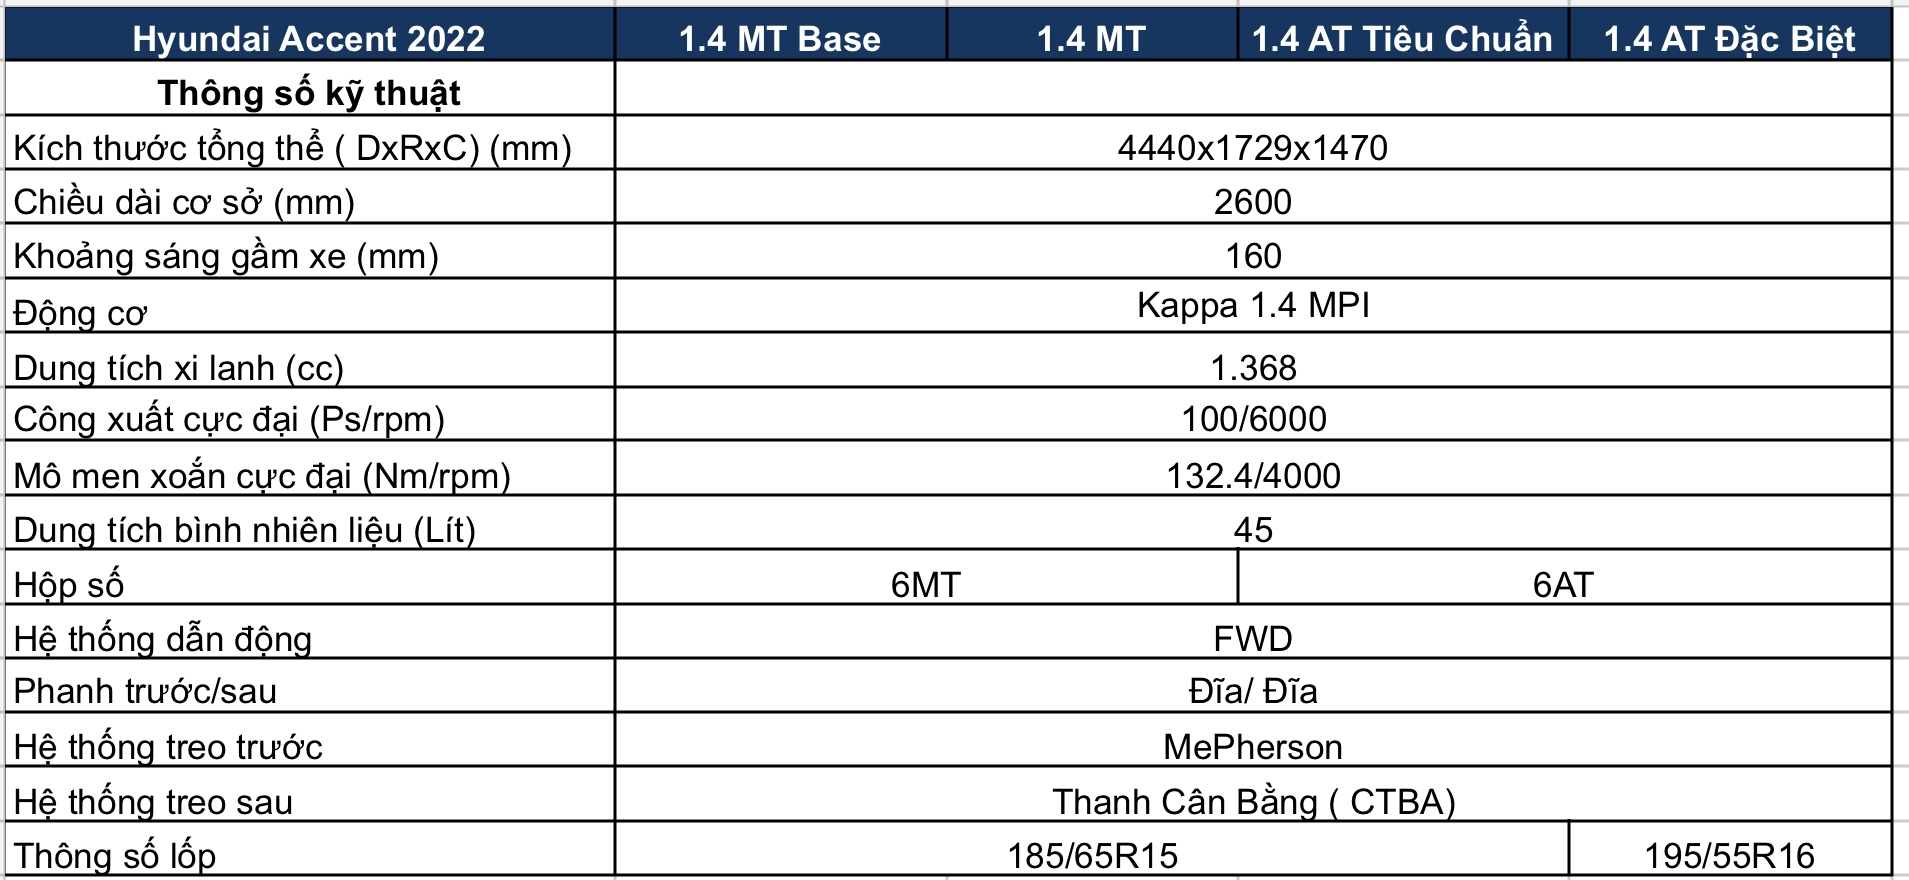 Hyundai Accent 2022 1.4 MT Base 1.4 MT 1.4 AT Tiêu Chuẩn 1.4 AT Đặc Biệt
Thông số kỹ thuật
Kích thước tổng thể ( DxRxC) (mm) 4440x1729x1470
Chiều dài cơ sở (mm) 2600
Khoảng sáng gầm xe (mm) 160
Động cơ Kappa 1.4 MPI
Dung tích xi lanh (cc) 1.368
Công xuất cực đại (Ps/rpm) 100/6000
Mô men xoắn cực đại (Nm/rpm) 132.4/4000
Dung tích bình nhiên liệu (Lít) 45
Hộp số 6MT 6AT
Hệ thống dẫn động FWD
Phanh trước/sau Đĩa/ Đĩa
Hệ thống treo trước MePherson
Hệ thống treo sau Thanh Cân Bằng ( CTBA)
Thông số lốp 185/65R15 195/55R16